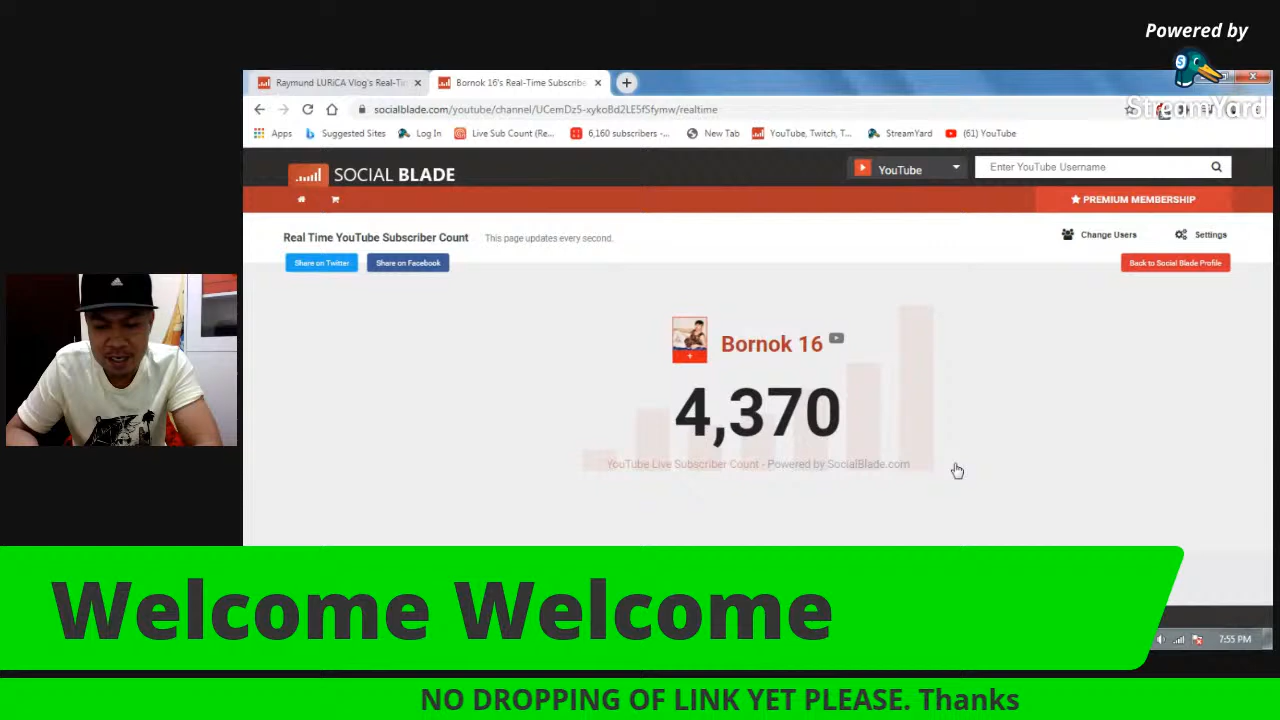 Powered by
StreamYard
Raymund LURiCA Vlog's Real-Ti
Bornok 16's Real-Time Subscribe
socialblade.com/youtube/channel/UCemDz5-xyko8d2LE5fSfymw/realtime
Apps
Suggested Sites
Log In
Live Sub Count (Re...
6,160 subscribers -...
New Tab
YouTube, Twitch, T...
StreamYard
(61) YouTube
SOCIAL BLADE
YouTube
Enter YouTube Username
PREMIUM MEMBERSHIP
Real Time YouTube Subscriber Count
This page updates every second.
Change Users
Settings
Share on Twitter
Share on Facebook
Back to Social Blade Profile
Bornok 16
4,370
YouTube Live Subscriber Count - Powered by SocialBlade.com
Welcome Welcome
7:55 PM
NO DROPPING OF LINK YET PLEASE. Thanks